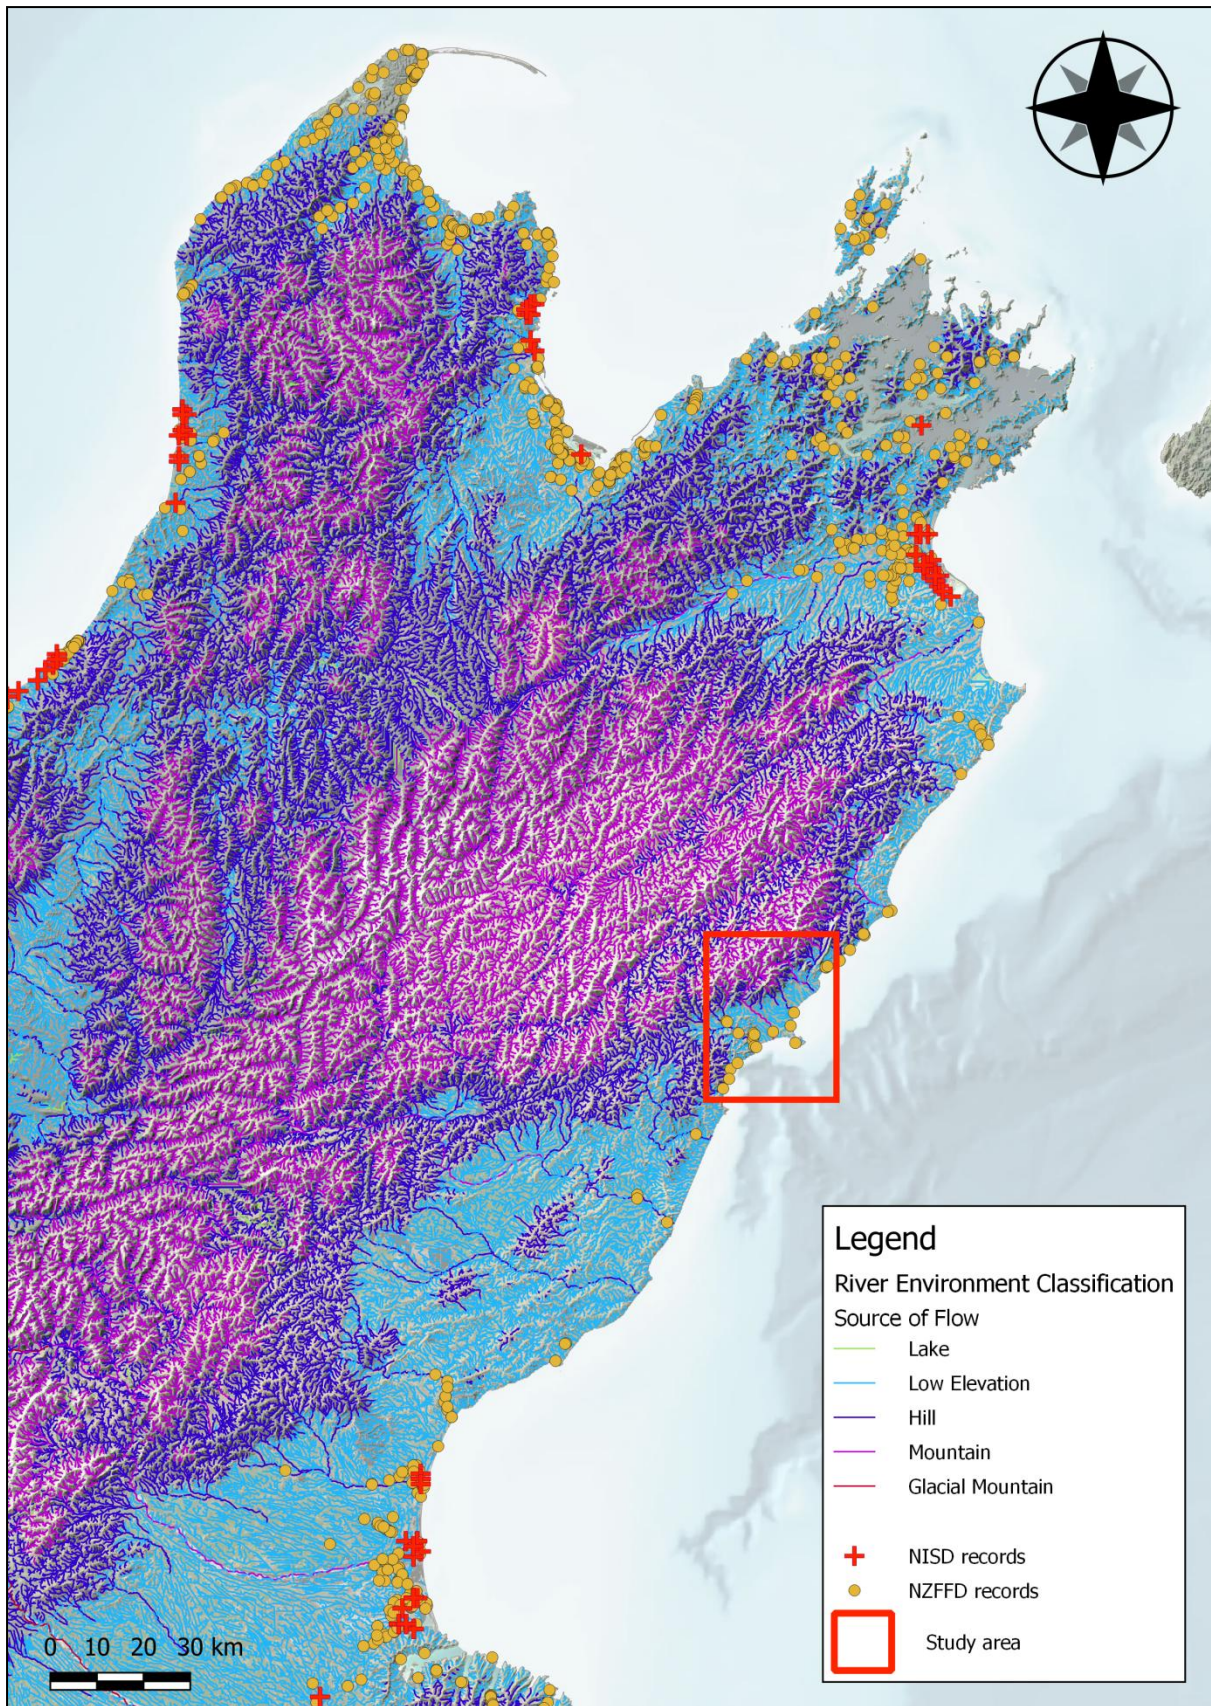 Legend
River Environment Classification
Source of Flow
Lake
Low Elevation
Hill
Mountain
Glacial Mountain
NISD records
NZFFD records
Study area
0 10 20 30 km